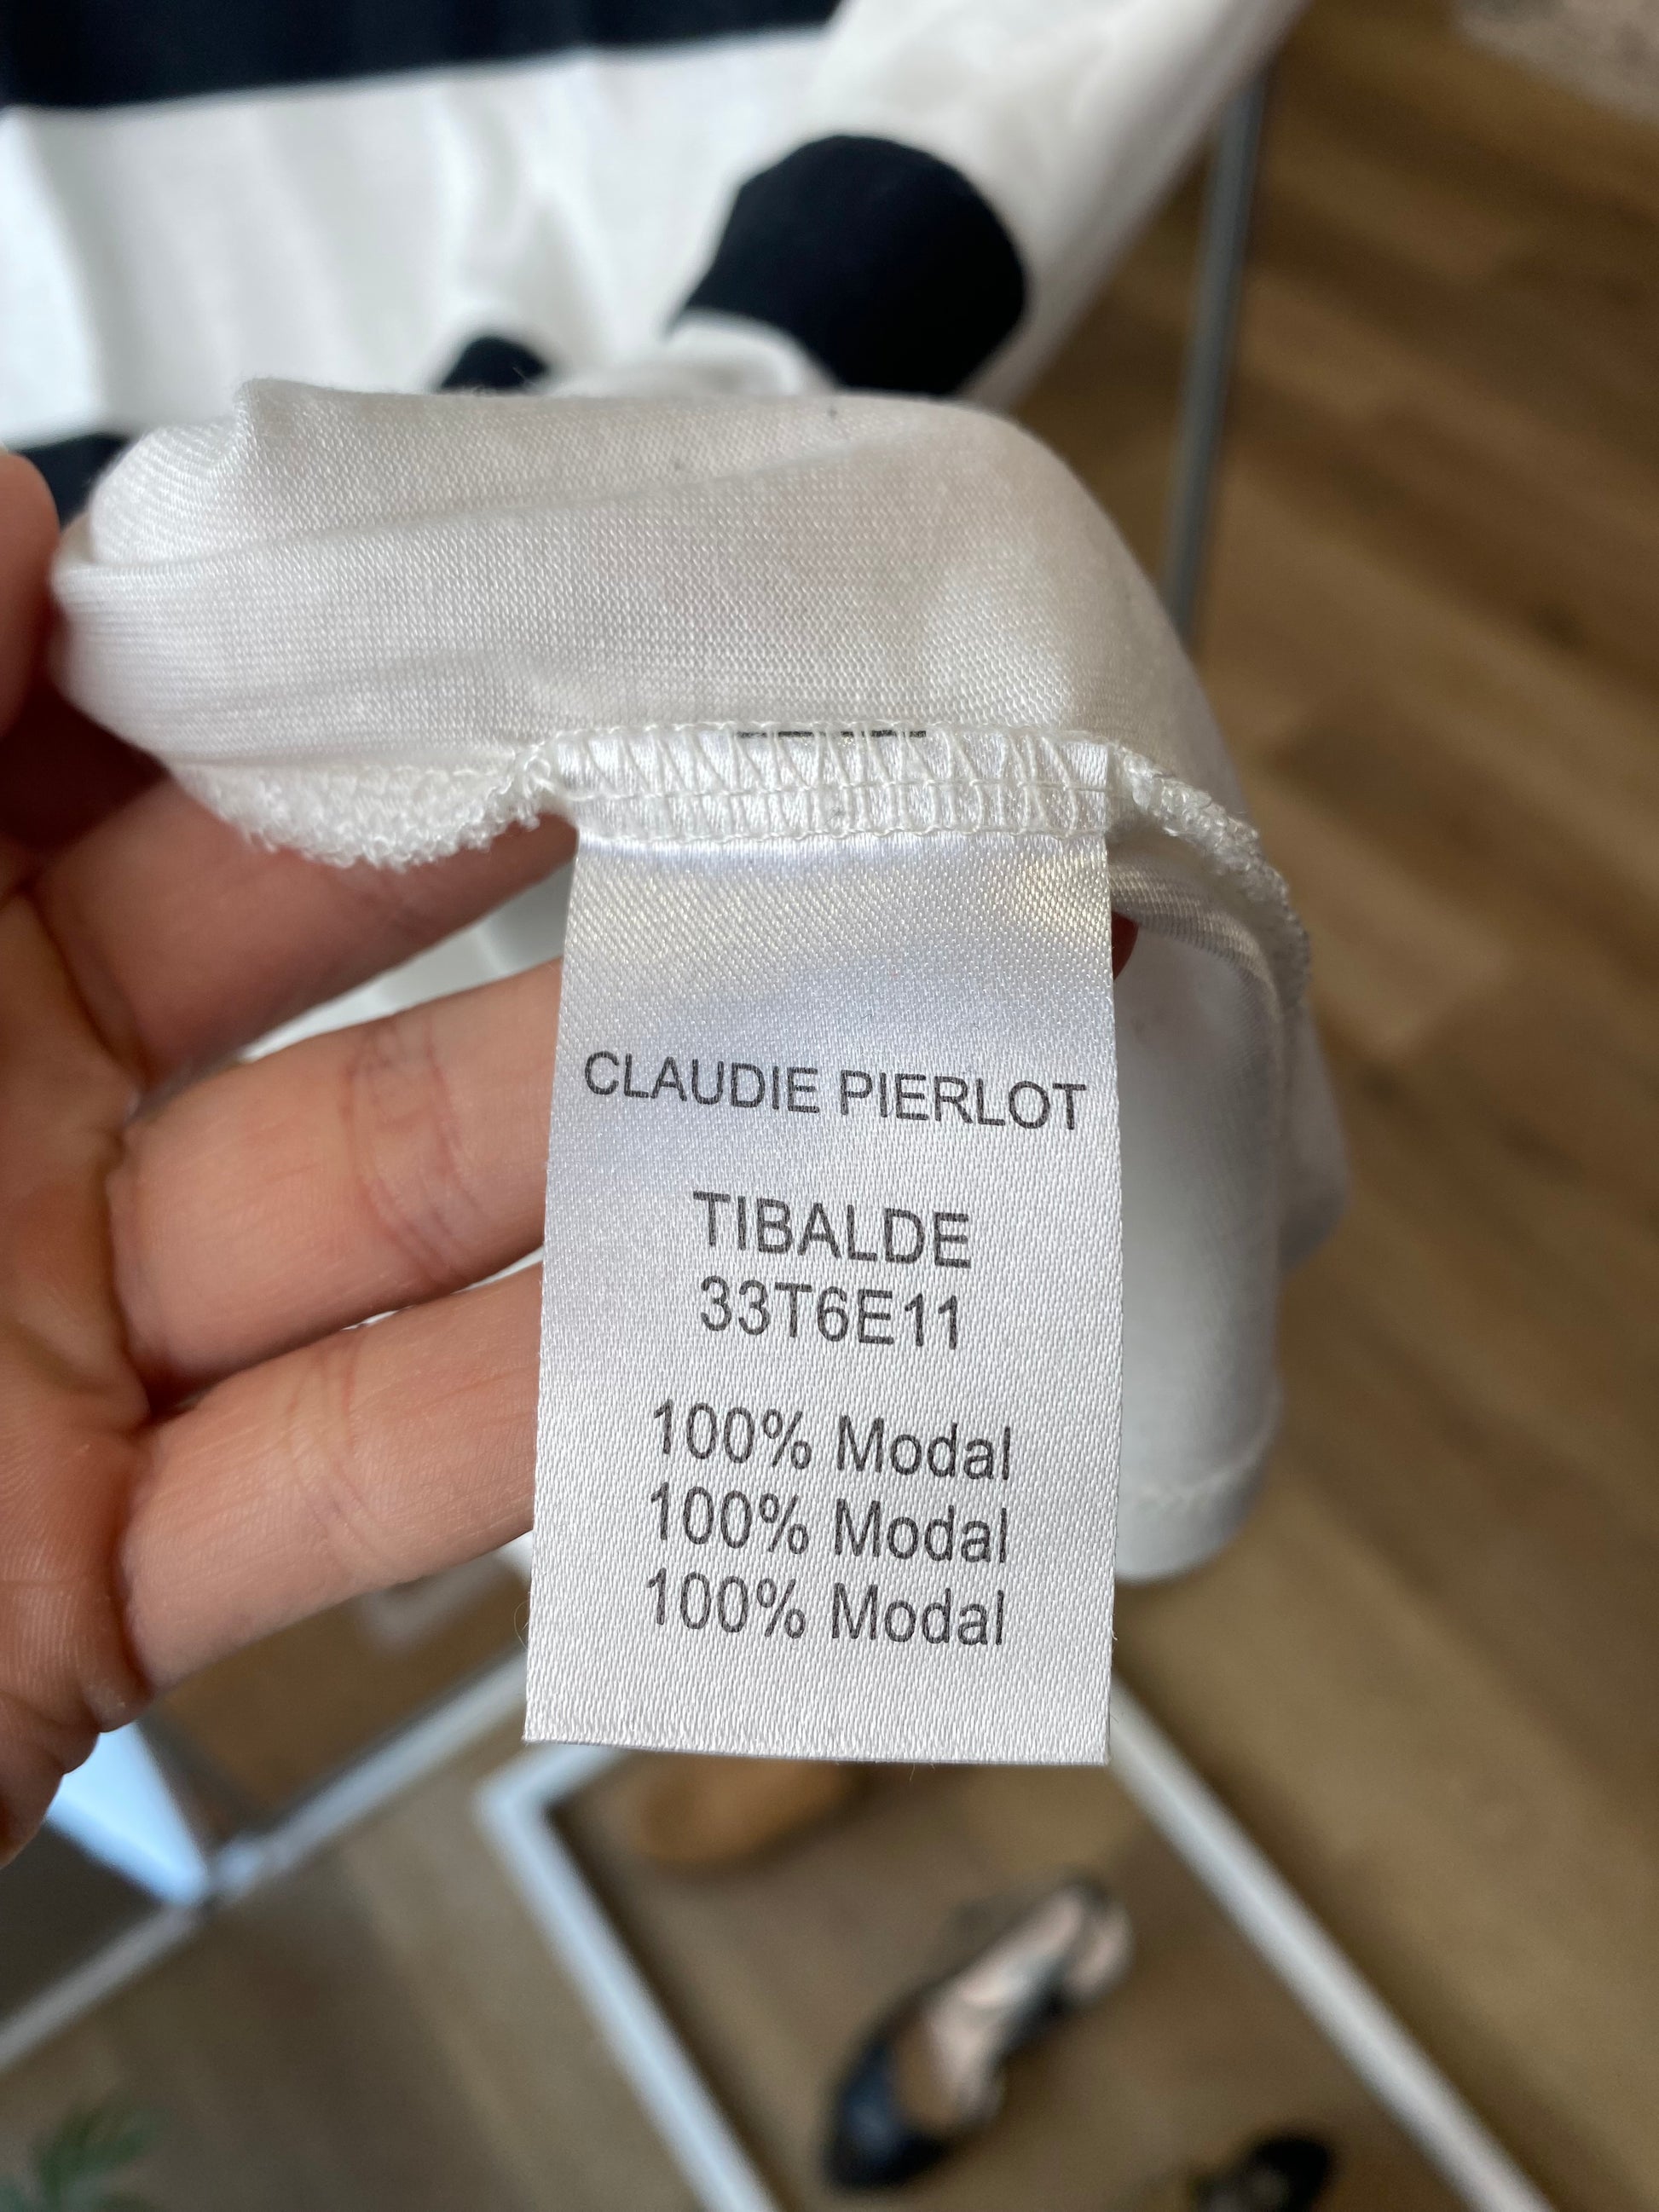 CLAUDIE PIERLOT
TIBALDE
33T6E11
100% Modal
100% Modal
100% Modal